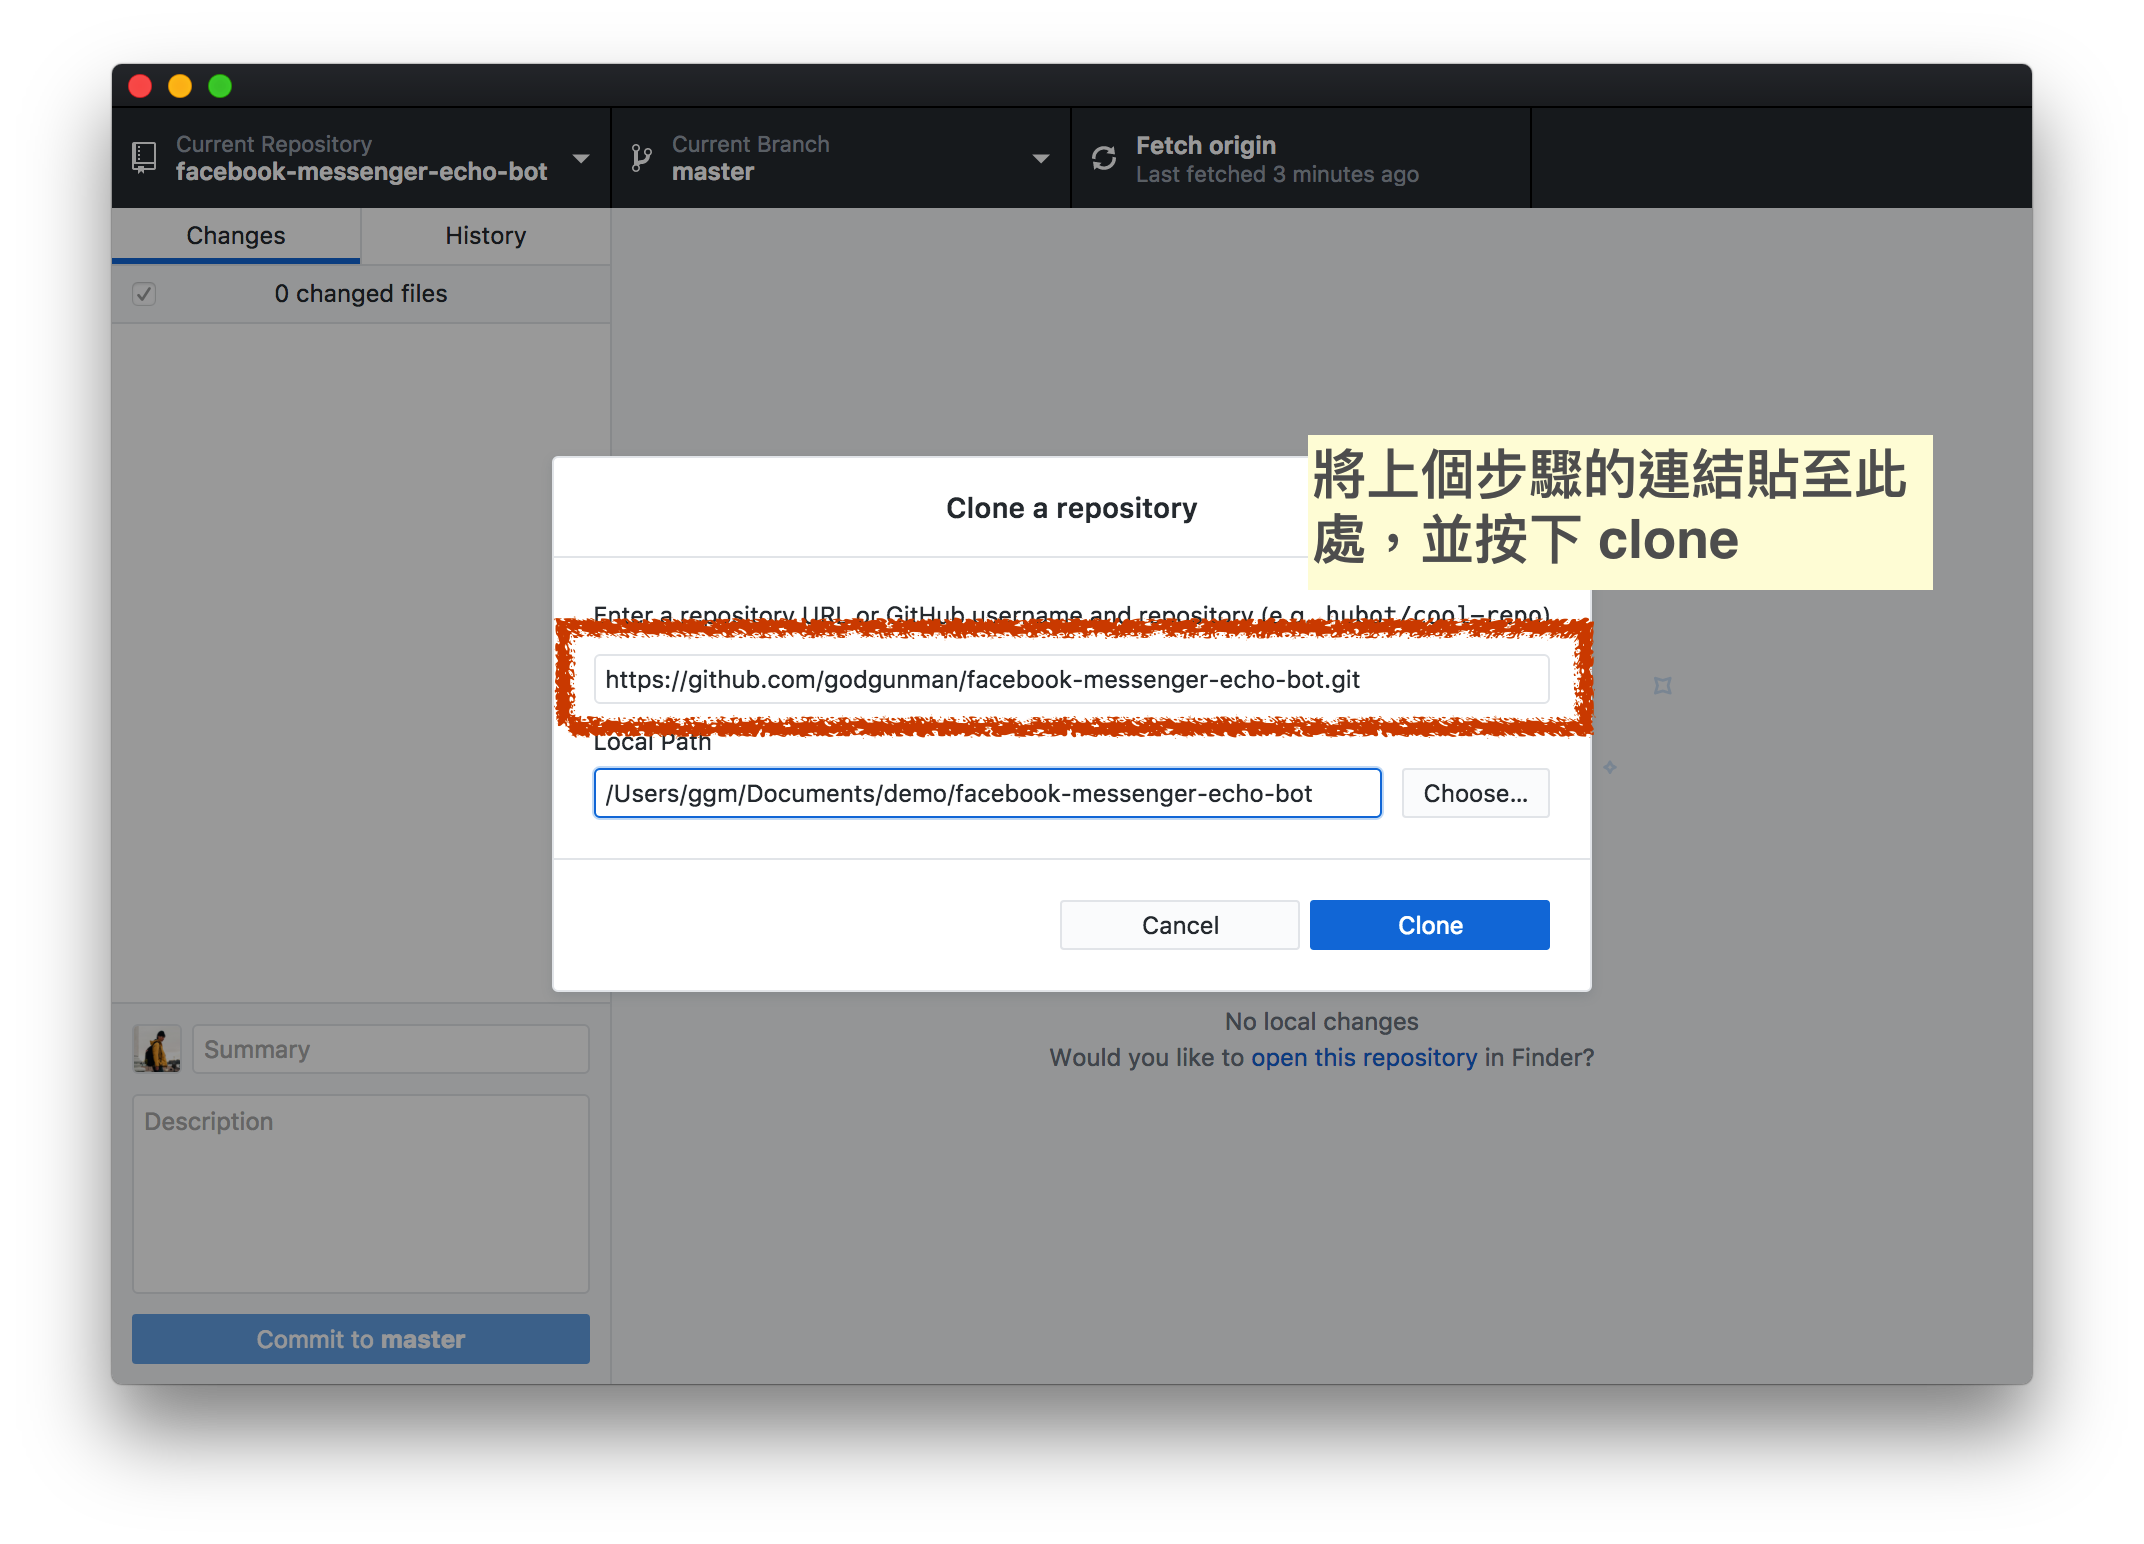 Current Repository
facebook-messenger-echo-bot
Current Branch
master
Fetch origin
Last fetched 3 minutes ago
Changes
History
0 changed files
將上個步驟的連結貼至此
處，並按下 clone
Clone a repository
Enter a repository URL or GitHub username and repository (e.g. hubot/cool-repo)
https://github.com/godgunman/facebook-messenger-echo-bot.git
Local Path
/Users/ggm/Documents/demo/facebook-messenger-echo-bot
Choose...
Cancel
Clone
No local changes
Would you like to open this repository in Finder?
Summary
Description
Commit to master